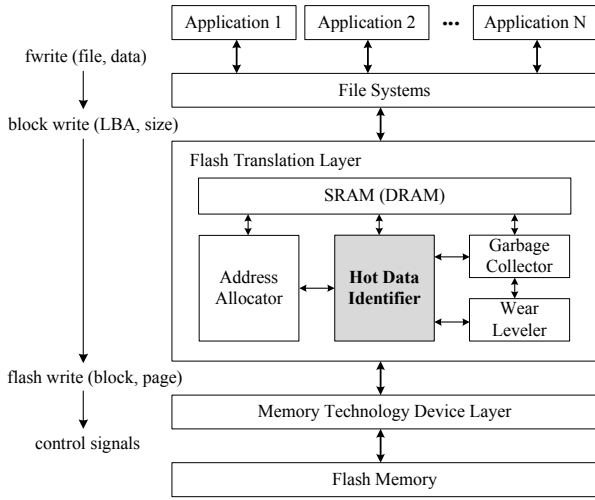 Application 1
Application 2
...
Application N
fwrite (file, data)
File Systems
block write (LBA, size)
Flash Translation Layer
SRAM (DRAM)
Address
Allocator
Hot Data
Identifier
Garbage
Collector
Wear
Leveler
flash write (block, page)
Memory Technology Device Layer
control signals
Flash Memory